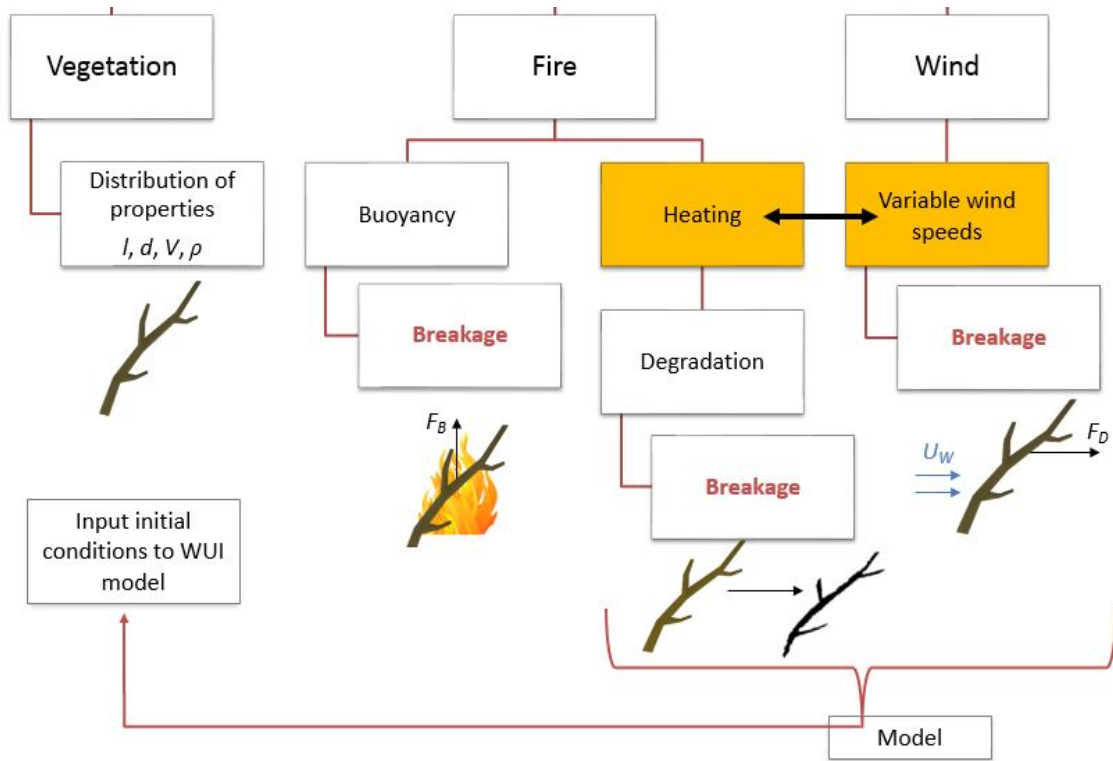 Vegetation
Fire
Wind
Distribution of
properties
l, d, V, ρ
Buoyancy
Heating
Variable wind
speeds
Breakage
Degradation
Breakage
F_B
U_W
F_D
Breakage
Input initial
conditions to WUI
model
Model